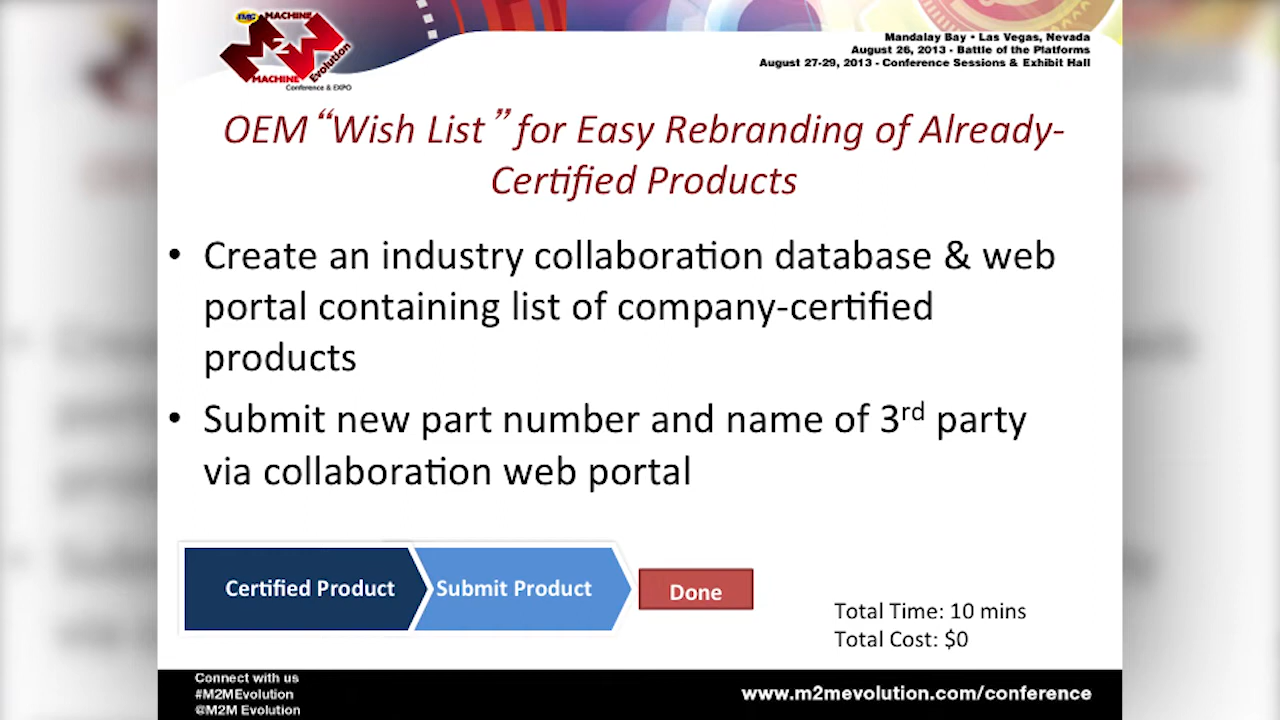 TMC MACHINE
M2M
MACHINE
Evolution
Conference & EXPO
Mandalay Bay • Las Vegas, Nevada
August 26, 2013 - Battle of the Platforms
August 27-29, 2013 - Conference Sessions & Exhibit Hall
OEM “Wish List” for Easy Rebranding of Already-
Certified Products
• Create an industry collaboration database & web
portal containing list of company-certified
products
• Submit new part number and name of 3rd party
via collaboration web portal
Certified Product
Submit Product
Done
Total Time: 10 mins
Total Cost: $0
Connect with us
#M2MEvolution
@M2M Evolution
www.m2mevolution.com/conference